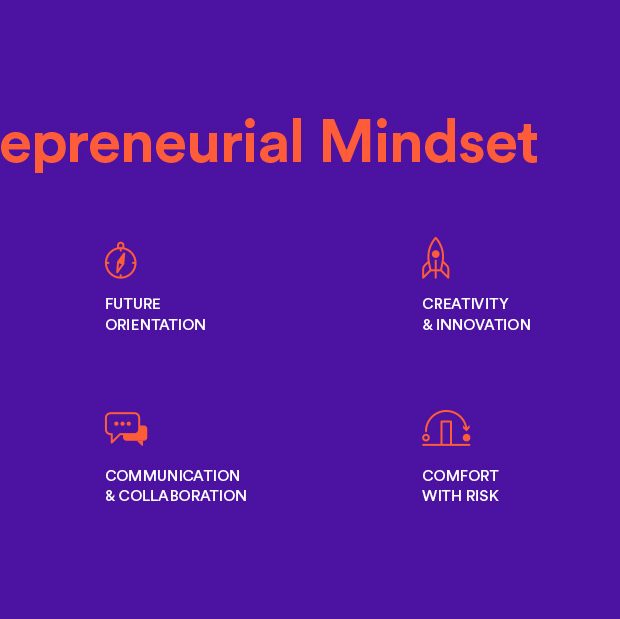 epreneurial Mindset
FUTURE
ORIENTATION
CREATIVITY
& INNOVATION
COMMUNICATION
& COLLABORATION
COMFORT
WITH RISK